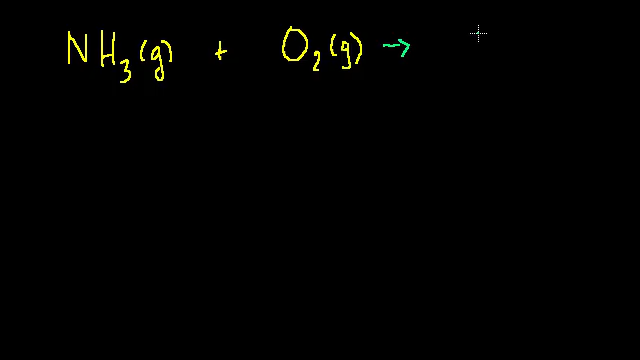 NH₃(g) + O₂(g) →